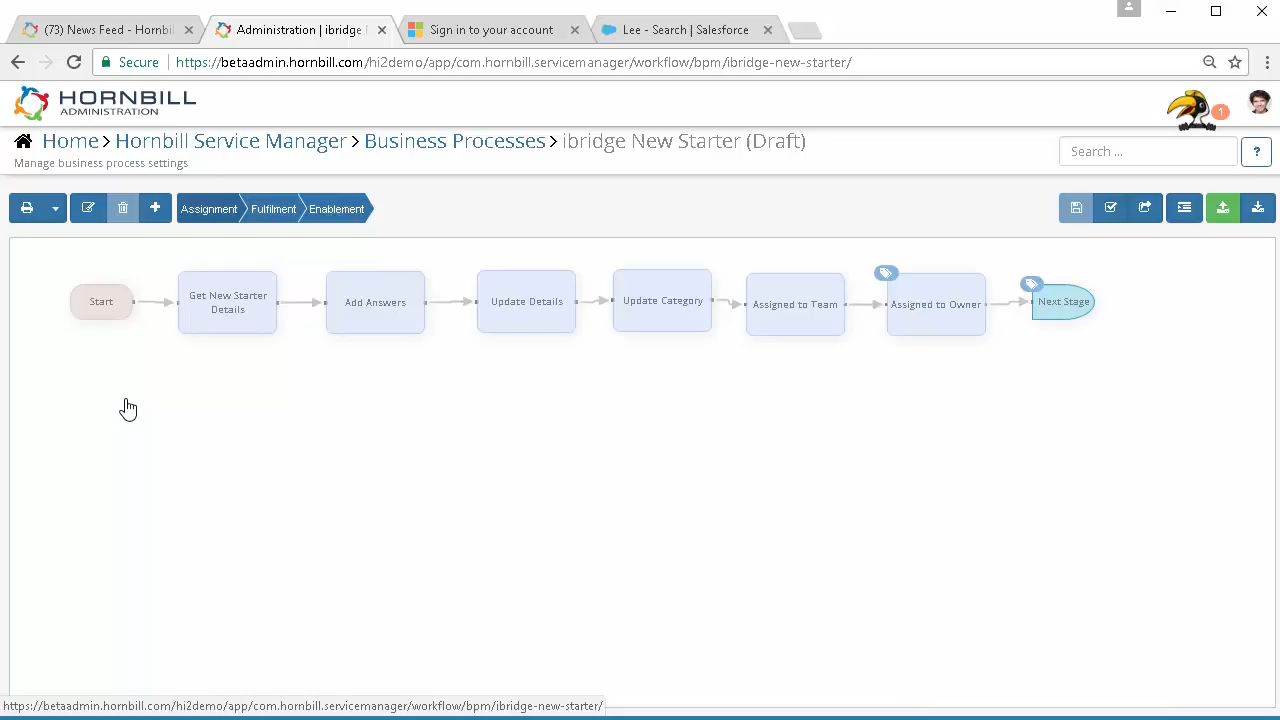 (73) News Feed - Hornbill
Administration | ibridge
Sign in to your account
Lee - Search | Salesforce
Secure
https://betaadmin.hornbill.com/hi2demo/app/com.hornbill.servicemanager/workflow/bpm/ibridge-new-starter/
HORNBILL
ADMINISTRATION
1
Home > Hornbill Service Manager > Business Processes > ibridge New Starter (Draft)
Manage business process settings
Search ...
?
Assignment
Fulfilment
Enablement
Start
Get New Starter
Details
Add Answers
Update Details
Update Category
Assigned to Team
Assigned to Owner
Next Stage
https://betaadmin.hornbill.com/hi2demo/app/com.hornbill.servicemanager/workflow/bpm/ibridge-new-starter/